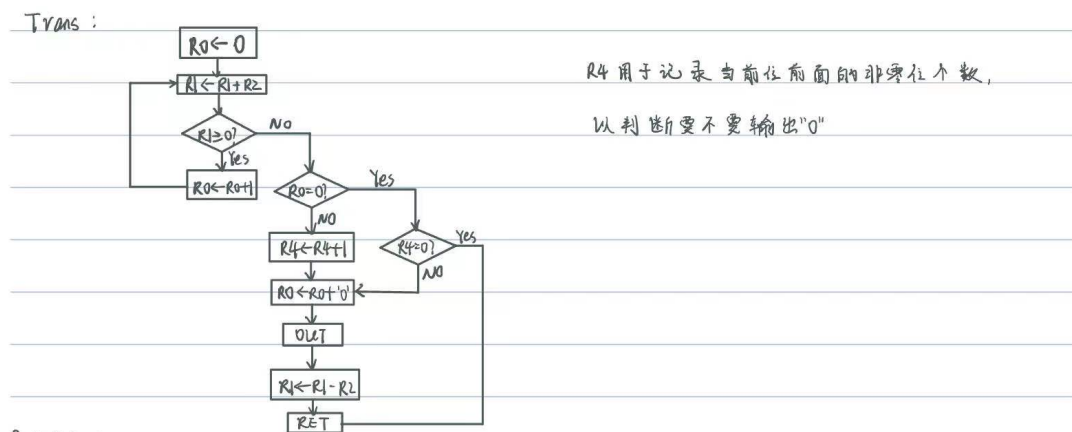 Trans :
R0←0
R1←R1+R2
R1≥0?
NO
Yes
R0←R0+1
R0=0?
Yes
NO
R4←R4+1
R4=0?
Yes
NO
R0←R0+'0'
OUT
R1←R1-R2
RET
R4 用于记录当前位前面的非零位个数,
以判断要不要输出"0"